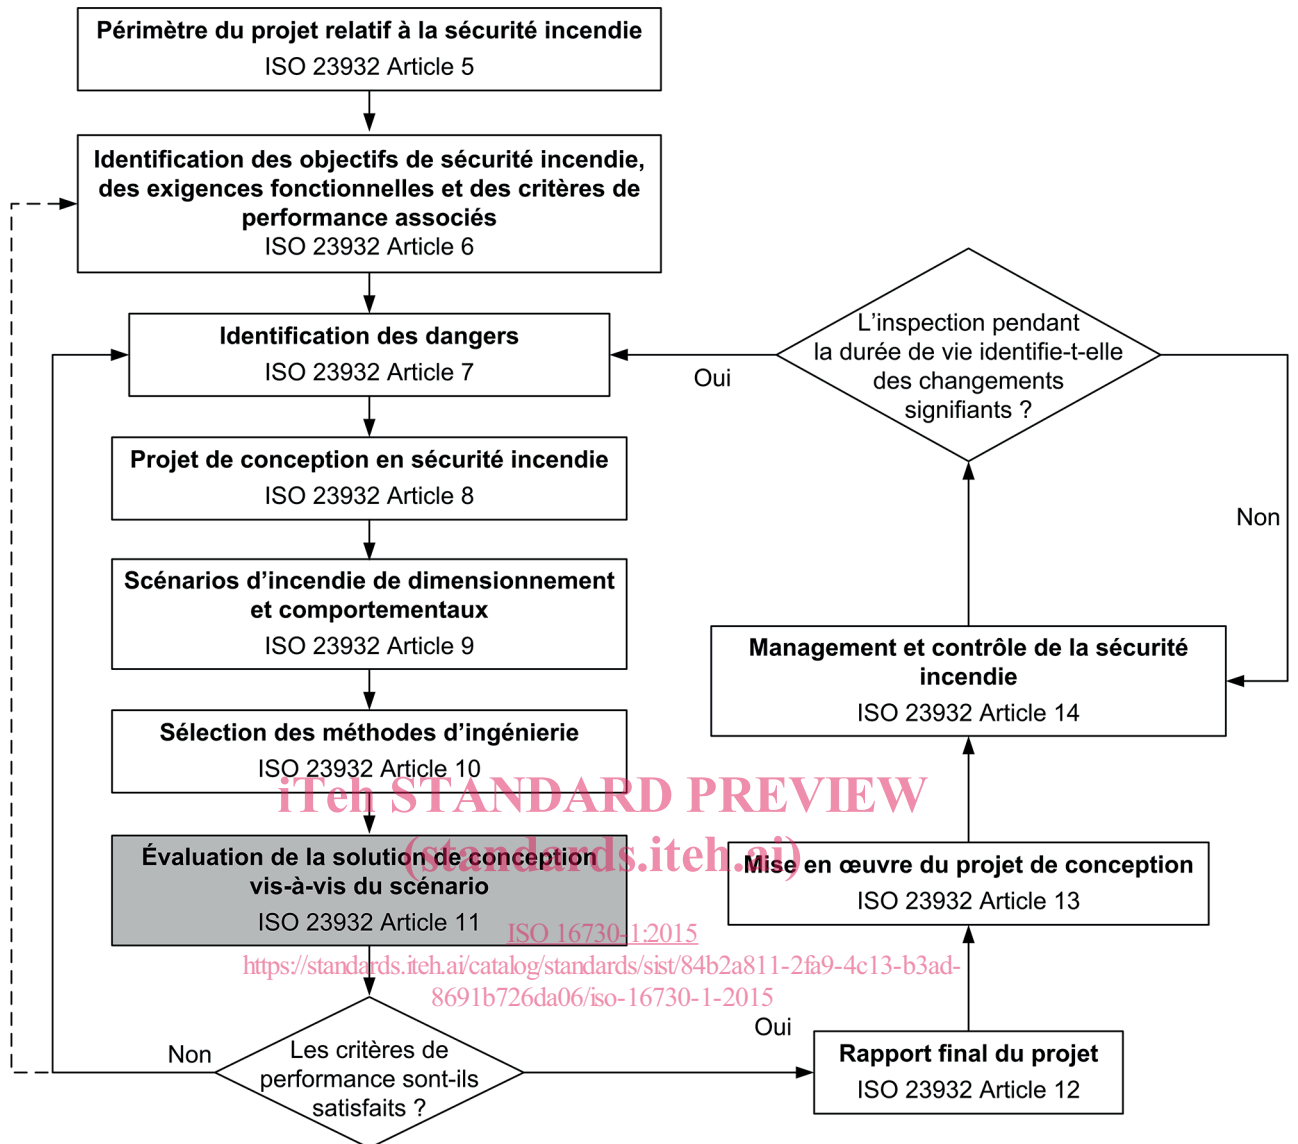 Périmètre du projet relatif à la sécurité incendie
ISO 23932 Article 5
Identification des objectifs de sécurité incendie,
des exigences fonctionnelles et des critères de
performance associés
ISO 23932 Article 6
Identification des dangers
ISO 23932 Article 7
Projet de conception en sécurité incendie
ISO 23932 Article 8
Scénarios d'incendie de dimensionnement
et comportementaux
ISO 23932 Article 9
Sélection des méthodes d'ingénierie
ISO 23932 Article 10
iTeh STANDARD PREVIEW
(standards.iteh.ai)
Évaluation de la solution de conception
vis-à-vis du scénario
ISO 23932 Article 11
ISO 16730-1:2015
https://standards.iteh.ai/catalog/standards/sist/84b2a811-2fa9-4c13-b3ad-
8691b726da06/iso-16730-1-2015
Non
Les critères de
performance sont-ils
satisfaits ?
Oui
Rapport final du projet
ISO 23932 Article 12
Mise en œuvre du projet de conception
ISO 23932 Article 13
Management et contrôle de la sécurité
incendie
ISO 23932 Article 14
L'inspection pendant
la durée de vie identifie-t-elle
des changements
signifiants ?
Oui
Non